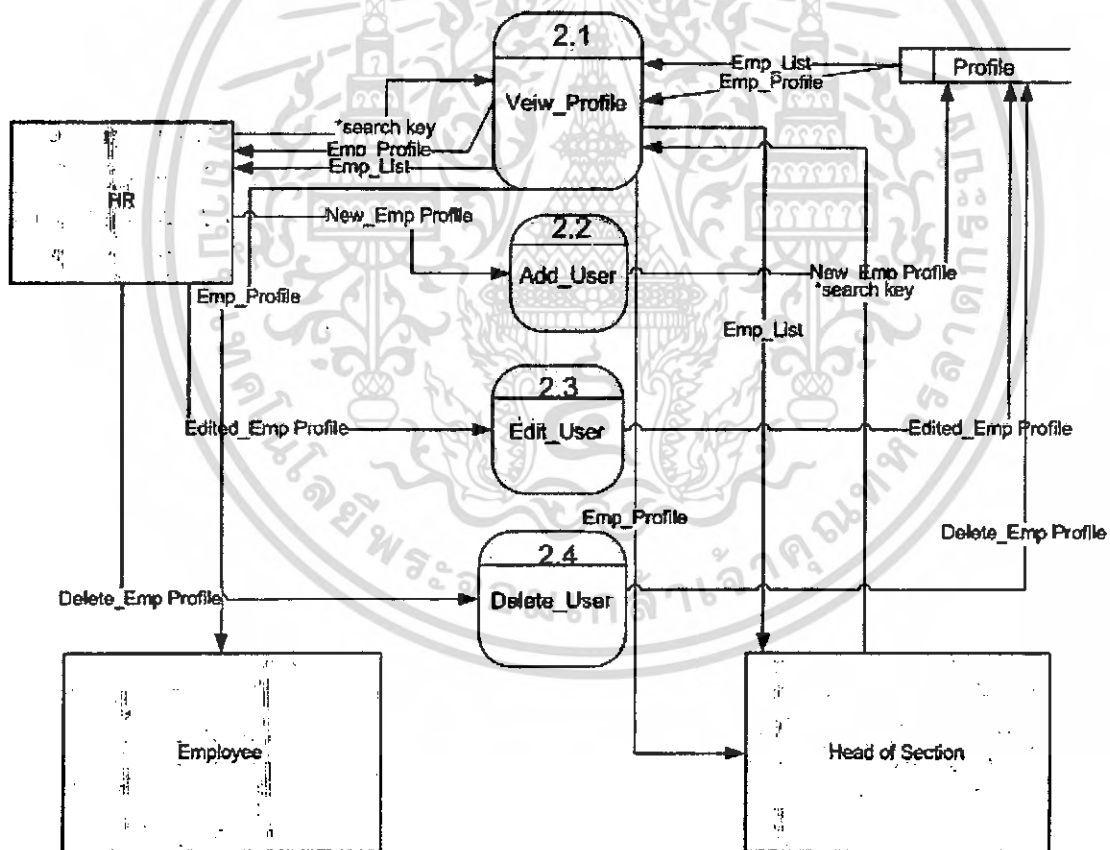 2.1
Veiw_Profile
Emp_List
Emp_Profile
Profile
*search key
Emp_Profile
Emp_List
HR
New_Emp Profile
2.2
Add_User
New_Emp Profile
*search key
Emp_Profile
Emp_List
2.3
Edit_User
Edited_Emp Profile
Edited_Emp Profile
Emp_Profile
Delete_Emp Profile
2.4
Delete_User
Delete_Emp Profile
Employee
Head of Section